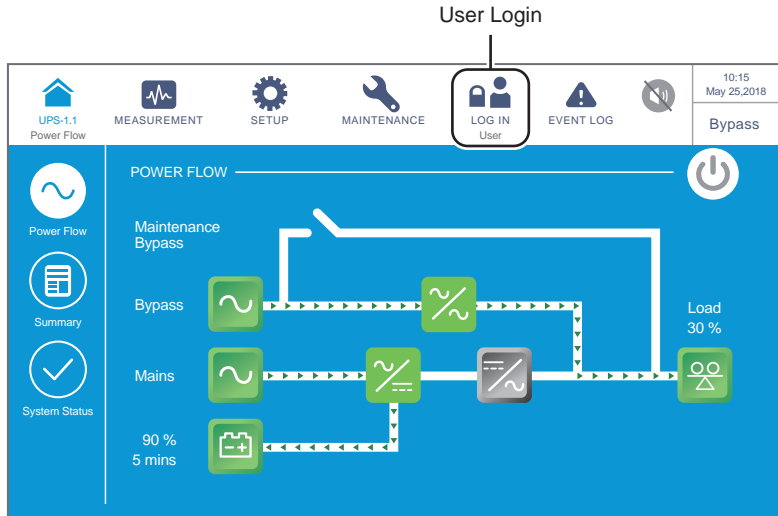 User Login
10:15
May 25,2018
UPS-1.1
MEASUREMENT
SETUP
MAINTENANCE
LOG IN
EVENT LOG
Power Flow
User
Bypass
POWER FLOW
Power Flow
Maintenance
Bypass
Bypass
Load
30 %
Summary
Mains
System Status
90 %
5 mins